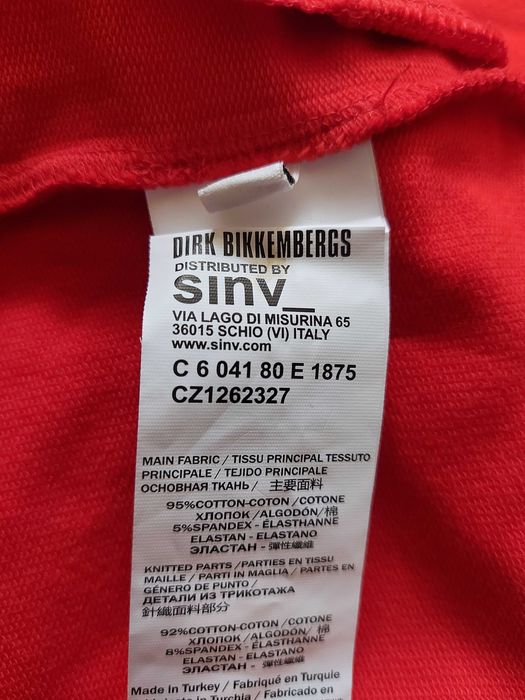 DIRK BIKKEMBERGS
DISTRIBUTED BY
sinv_
VIA LAGO DI MISURINA 65
36015 SCHIO (VI) ITALY
www.sinv.com
C 6 041 80 E 1875
CZ1262327
MAIN FABRIC / TISSU PRINCIPAL TESSUTO
PRINCIPALE / TEJIDO PRINCIPALE
ОСНОВНАЯ ТКАНЬ / 主要面料
95%COTTON-COTON /COTONE
ХЛОПОК /ALGODÓN/棉
5%SPANDEX - ÉLASTHANNE
ELASTAN - ELASTANO
ЭЛАСТАН - 彈性纖維
KNITTED PARTS /PARTIES EN TISSU
MAILLE / PARTI IN MAGLIA / PARTES EN
GÉNERO DE PUNTO /
ДЕТАЛИ ИЗ ТРИКОТАЖА
針織面料部分
92%COTTON-COTON /COTONE
ХЛОПОК /ALGODÓN/ 棉
8%SPANDEX - ÉLASTHANNE
ELASTAN - ELASTANO
ЭЛАСТАН - 彈性纖維
Made in Turkey / Fabriqué en Turquie
in Turchia / Fabricado en